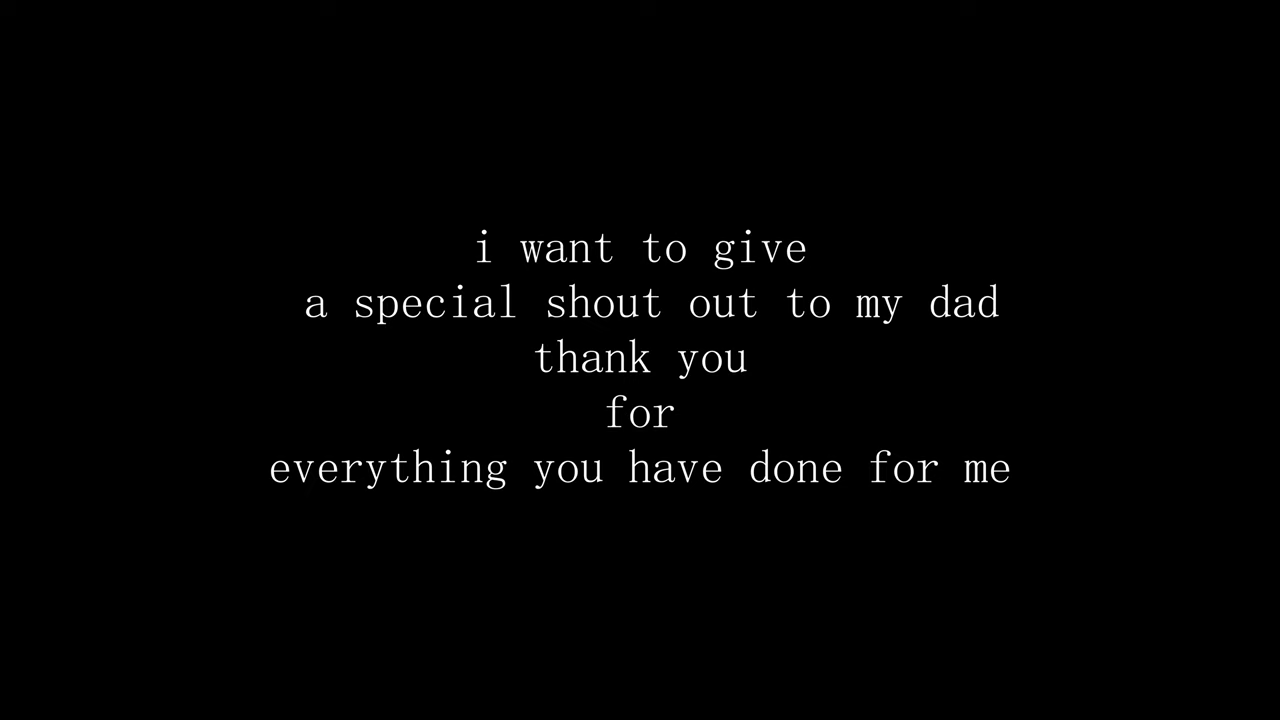 i want to give
a special shout out to my dad
thank you
for
everything you have done for me